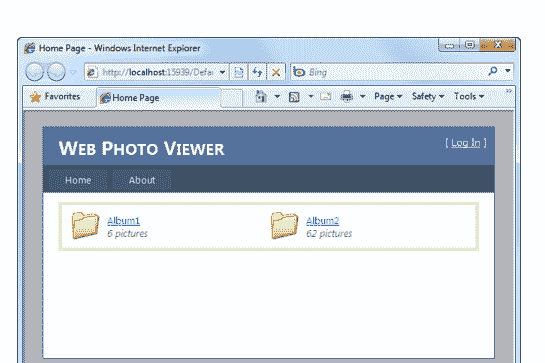 Home Page - Windows Internet Explorer
http://localhost:15939/Defa
Bing
Favorites
Home Page
Page
Safety
Tools
WEB PHOTO VIEWER
[ Log In ]
Home
About
Album1
Album2
6 pictures
62 pictures